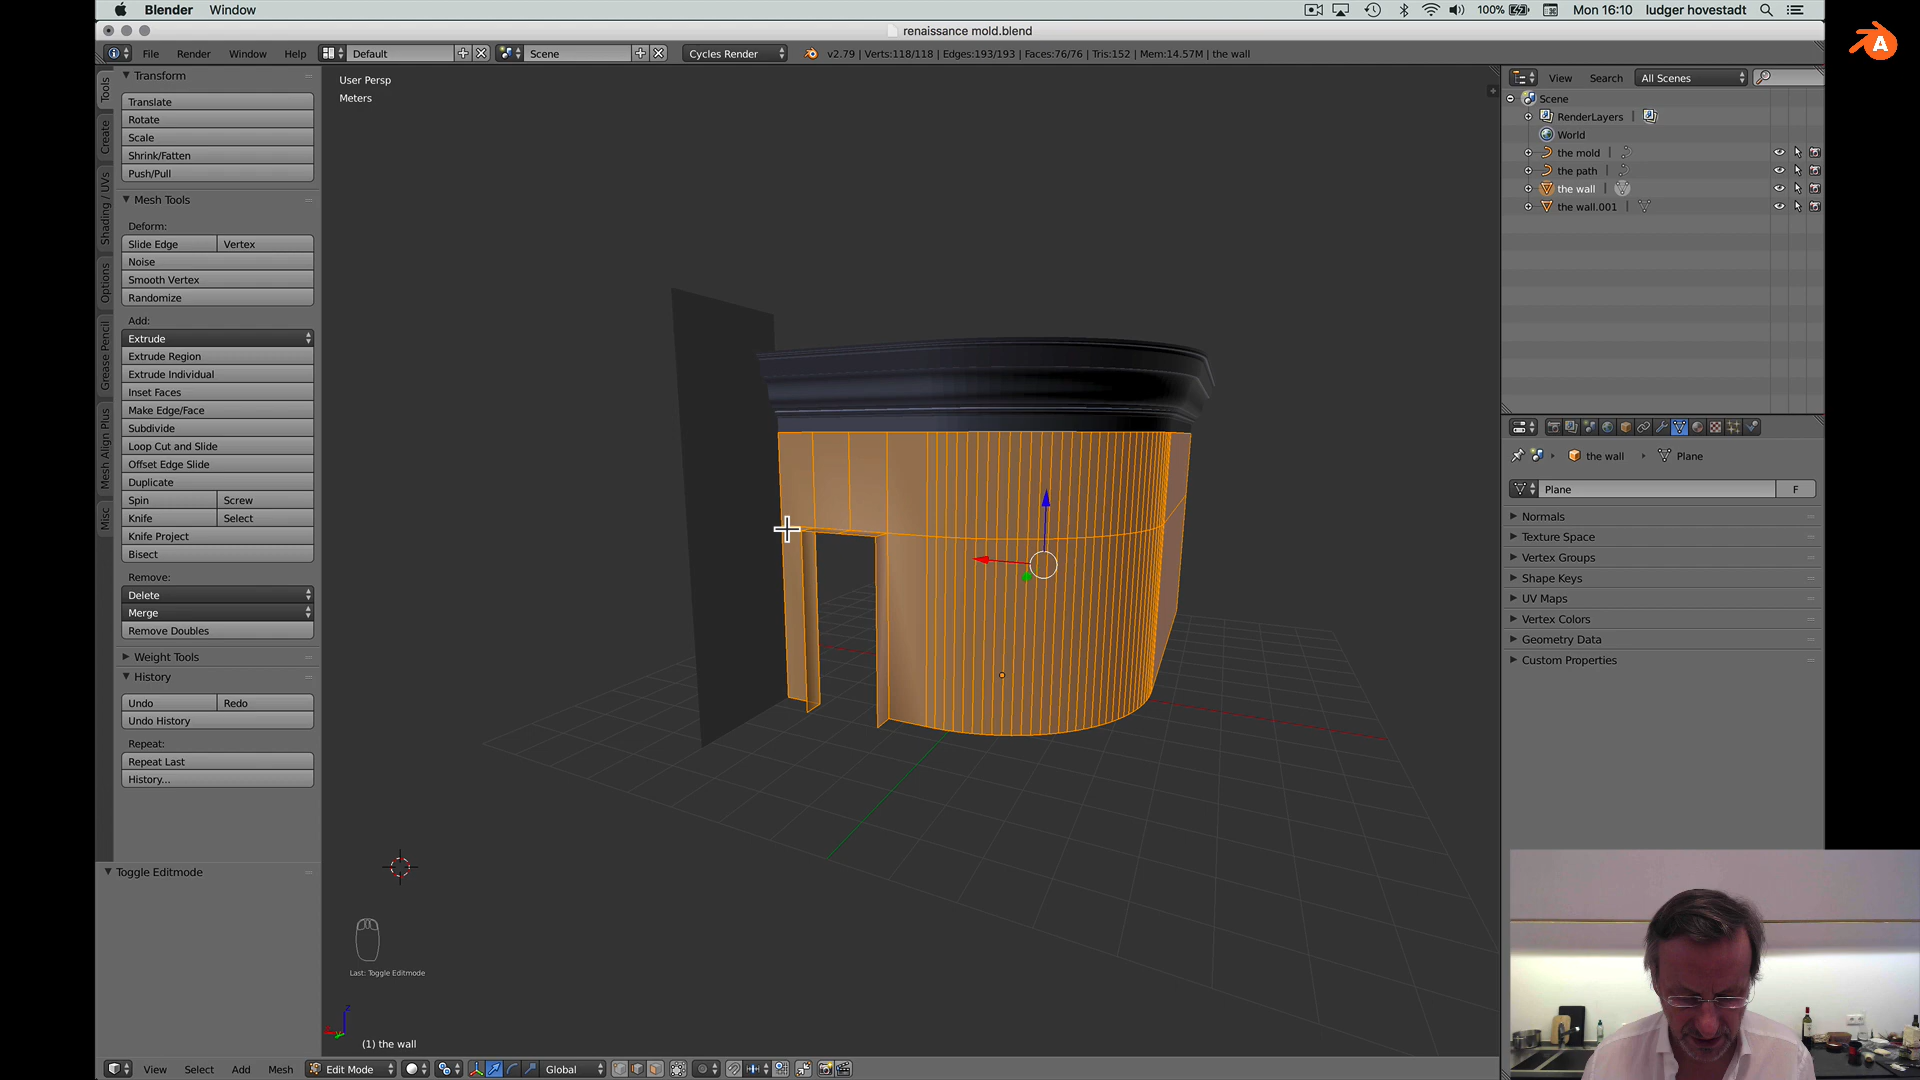 Blender Window 100% Mon 16:10 ludger hovestadt
renaissance mold.blend
File Render Window Help Default Scene Cycles Render v2.79 | Verts:118/118 | Edges:193/193 | Faces:76/76 | Tris:152 | Mem:14.57M | the wall
Tools
Create
Shading / UVs
Options
Grease Pencil
Mesh Align Plus
Misc
Transform
Translate
Rotate
Scale
Shrink/Fatten
Push/Pull
Mesh Tools
Deform:
Slide Edge Vertex
Noise
Smooth Vertex
Randomize
Add:
Extrude
Extrude Region
Extrude Individual
Inset Faces
Make Edge/Face
Subdivide
Loop Cut and Slide
Offset Edge Slide
Duplicate
Spin Screw
Knife Select
Knife Project
Bisect
Remove:
Delete
Merge
Remove Doubles
Weight Tools
History
Undo Redo
Undo History
Repeat:
Repeat Last
History...
Toggle Editmode
User Persp
Meters
Last: Toggle Editmode
(1) the wall
View Select Add Mesh Edit Mode Global
View Search All Scenes
Scene
RenderLayers |
World
the mold |
the path |
the wall |
the wall.001 |
the wall Plane
Plane F
Normals
Texture Space
Vertex Groups
Shape Keys
UV Maps
Vertex Colors
Geometry Data
Custom Properties
A